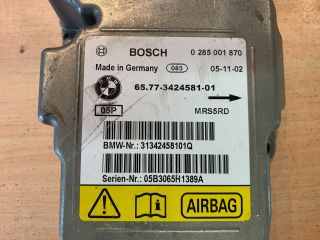 BOSCH 0 285 001 870
Made in Germany 085 05-11-02
65.77-3424581-01
05P MRS5RD
BMW-Nr.: 31342458101Q
Serien-Nr.: 05B3065H1389A
AIRBAG